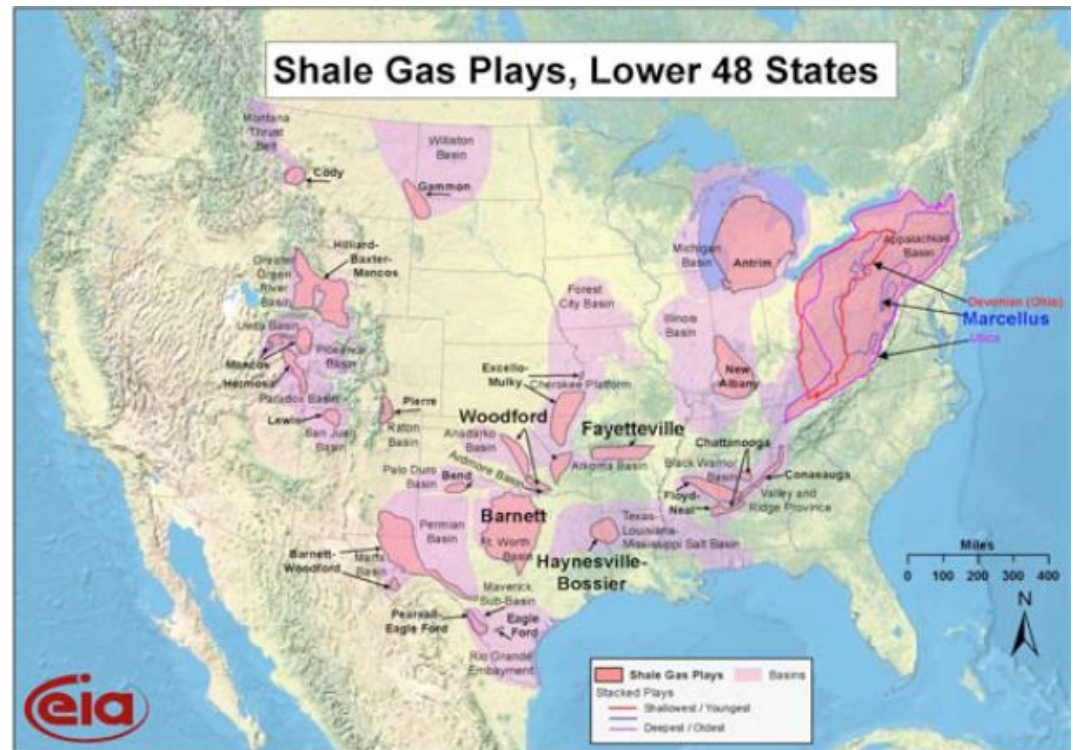 Shale Gas Plays, Lower 48 States
Montana
Thrust
Belt
Cody
Williston
Basin
Gammon
Hilliard-
Baxter-
Mancos
Greater
Green
River
Basin
Uinta Basin
Mancos
Piceance
Basin
Hermosa
Paradox Basin
Lewis
San Juan
Basin
Pierre
Raton
Basin
Forest
City Basin
Excello-
Mulky
Cherokee Platform
Michigan
Basin
Antrim
Illinois
Basin
New
Albany
Appalachian
Basin
Devonian (Ohio)
Marcellus
Utica
Woodford
Anadarko
Basin
Ardmore Basin
Arkoma Basin
Fayetteville
Chattanooga
Black Warrior
Basin
Conasauga
Floyd-
Neal
Valley and
Ridge Province
Palo Duro
Basin
Bend
Permian
Basin
Barnett
Ft. Worth
Basin
Texas-
Louisiana-
Mississippi Salt Basin
Haynesville-
Bossier
Barnett-
Woodford
Marfa
Basin
Maverick
Sub-Basin
Pearsall-
Eagle Ford
Eagle
Ford
Rio Grande
Embayment
Miles
0 100 200 300 400
N
Shale Gas Plays
Basins
Stacked Plays
Shallowest / Youngest
Deepest / Oldest
eia